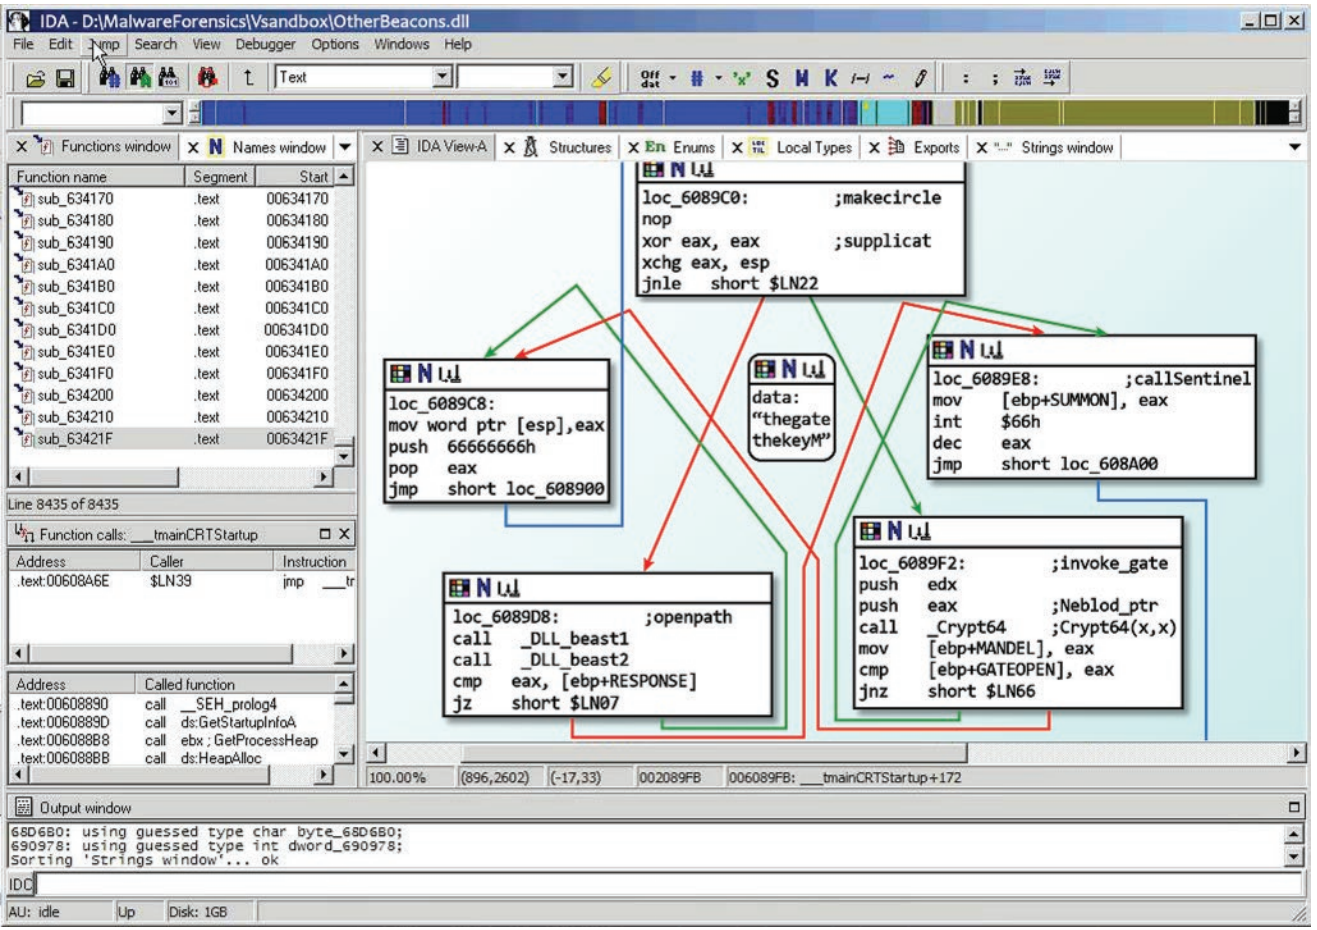 IDA - D:\MalwareForensics\Vsandbox\OtherBeacons.dll
File Edit Jump Search View Debugger Options Windows Help
Text
Off dat # 'x' S M K : ;
Functions window N Names window
IDA View-A Structures En Enums Local Types Exports "..." Strings window
Function name Segment Start
sub_634170 .text 00634170
sub_634180 .text 00634180
sub_634190 .text 00634190
sub_6341A0 .text 006341A0
sub_6341B0 .text 006341B0
sub_6341C0 .text 006341C0
sub_6341D0 .text 006341D0
sub_6341E0 .text 006341E0
sub_6341F0 .text 006341F0
sub_634200 .text 00634200
sub_634210 .text 00634210
sub_63421F .text 0063421F
Line 8435 of 8435
Function calls: ___tmainCRTStartup
Address Caller Instruction
.text:00608A6E $LN39 jmp ___tr
Address Called function
.text:00608890 call __SEH_prolog4
.text:0060889D call ds:GetStartupInfoA
.text:006088B8 call ebx ; GetProcessHeap
.text:006088BB call ds:HeapAlloc
loc_6089C0: ;makecircle
nop
xor eax, eax ;supplicat
xchg eax, esp
jnle short $LN22
loc_6089C8:
mov word ptr [esp],eax
push 66666666h
pop eax
jmp short loc_608900
data:
“thegate
thekeyM”
loc_6089E8: ;callSentinel
mov [ebp+SUMMON], eax
int $66h
dec eax
jmp short loc_608A00
loc_6089D8: ;openpath
call _DLL_beast1
call _DLL_beast2
cmp eax, [ebp+RESPONSE]
jz short $LN07
loc_6089F2: ;invoke_gate
push edx
push eax ;Neblod_ptr
call _Crypt64 ;Crypt64(x,x)
mov [ebp+MANDEL], eax
cmp [ebp+GATEOPEN], eax
jnz short $LN66
100.00% (896,2602) (-17,33) 002089FB 006089FB: ___tmainCRTStartup+172
Output window
68D6B0: using guessed type char byte_68D6B0;
690978: using guessed type int dword_690978;
Sorting 'Strings window'... ok
IDC
AU: idle Up Disk: 1GB